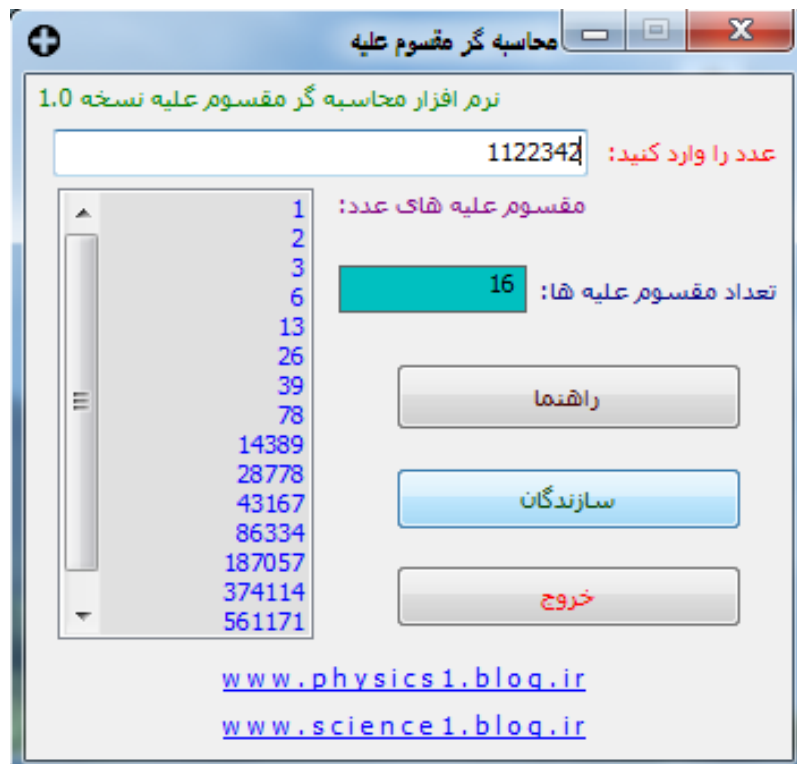 محاسبه گر مقسوم علیه
نرم افزار محاسبه گر مقسوم علیه نسخه 1.0
عدد را وارد کنید: 1122342
مقسوم علیه های عدد:
1
2
3
6
13
26
39
78
14389
28778
43167
86334
187057
374114
561171
تعداد مقسوم علیه ها: 16
راهنما
سازندگان
خروج
www.physics1.blog.ir
www.science1.blog.ir